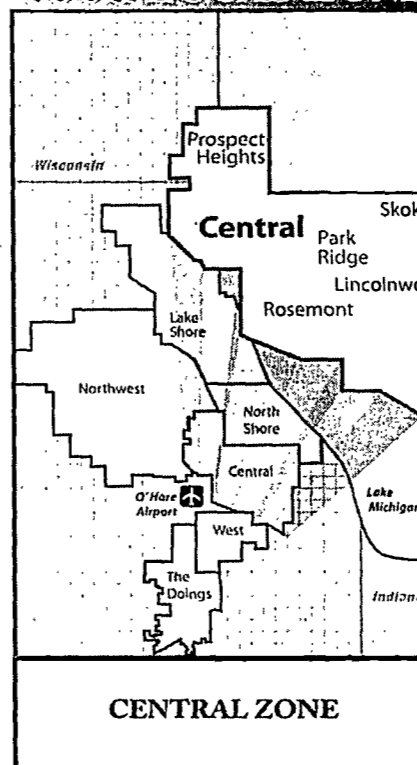 Prospect
Heights
Wisconsin
Skok
Central
Park
Ridge
Lincolnwo
Rosemont
Lake
Shore
Northwest
North
Shore
Central
O'Hare
Airport
Lake
Michigan
West
The
Doings
Indian
CENTRAL ZONE